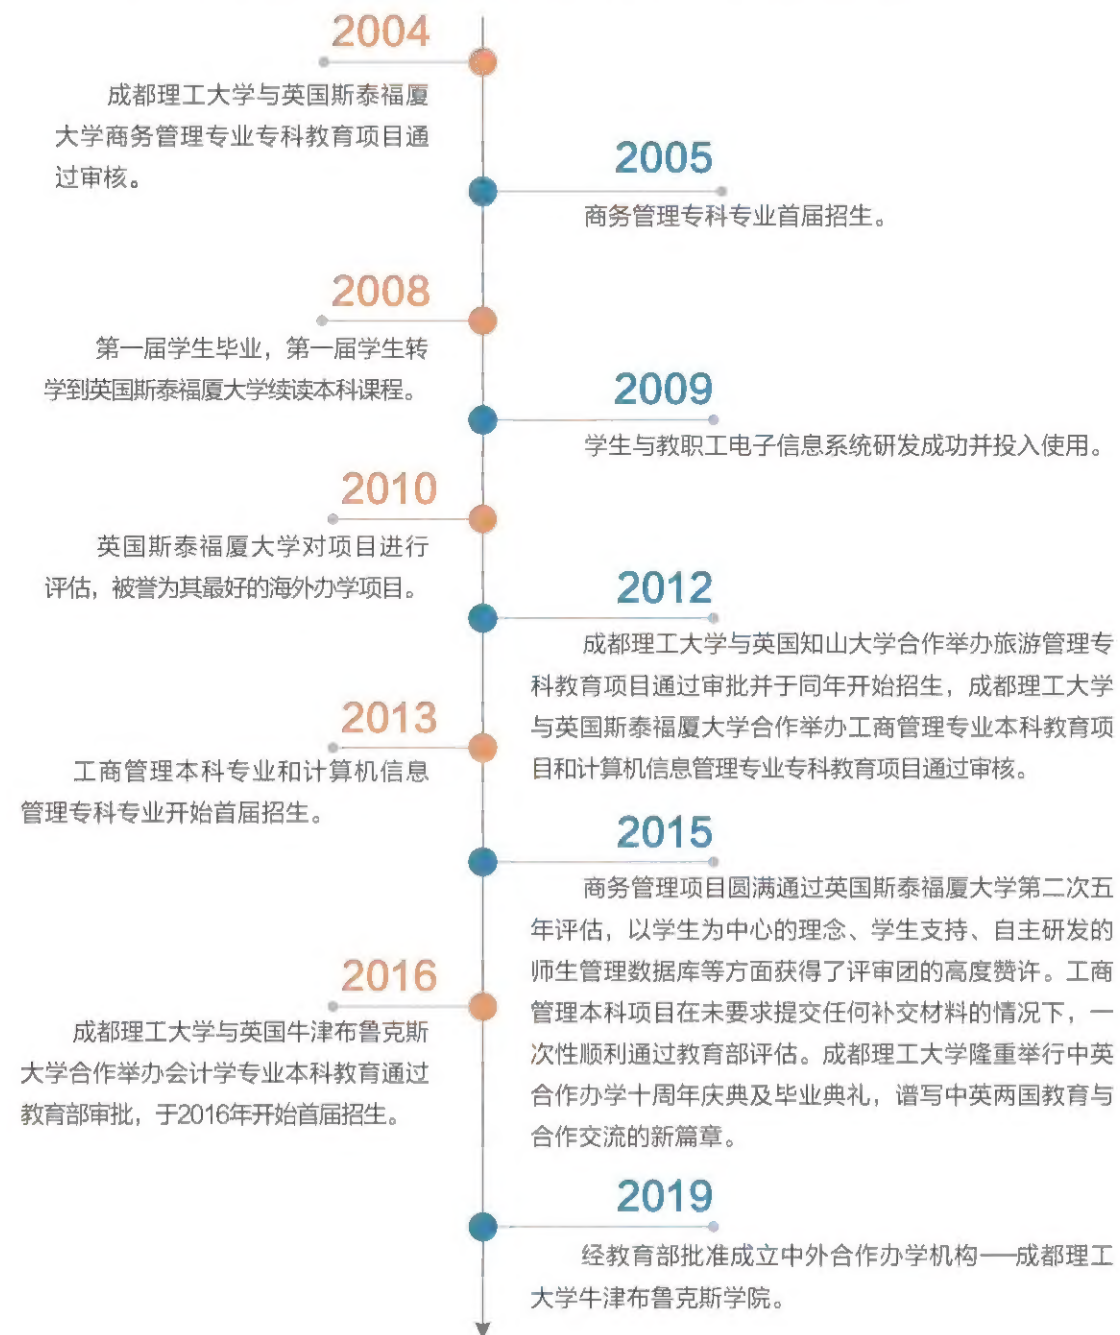 2004
成都理工大学与英国斯泰福厦
大学商务管理专业专科教育项目通
过审核。
2005
商务管理专科专业首届招生。
2008
第一届学生毕业，第一届学生转
学到英国斯泰福厦大学续读本科课程。
2009
学生与教职工电子信息系统研发成功并投入使用。
2010
英国斯泰福厦大学对项目进行
评估，被誉为其最好的海外办学项目。
2012
成都理工大学与英国知山大学合作举办旅游管理专
科教育项目通过审批并于同年开始招生，成都理工大学
与英国斯泰福厦大学合作举办工商管理专业本科教育项
目和计算机信息管理专业专科教育项目通过审核。
2013
工商管理本科专业和计算机信息
管理专科专业开始首届招生。
2015
商务管理项目圆满通过英国斯泰福厦大学第二次五
年评估，以学生为中心的理念、学生支持、自主研发的
师生管理数据库等方面获得了评审团的高度赞许。工商
管理本科项目在未要求提交任何补交材料的情况下，一
次性顺利通过教育部评估。成都理工大学隆重举行中英
合作办学十周年庆典及毕业典礼，谱写中英两国教育与
合作交流的新篇章。
2016
成都理工大学与英国牛津布鲁克斯
大学合作举办会计学专业本科教育通过
教育部审批，于2016年开始首届招生。
2019
经教育部批准成立中外合作办学机构——成都理工
大学牛津布鲁克斯学院。